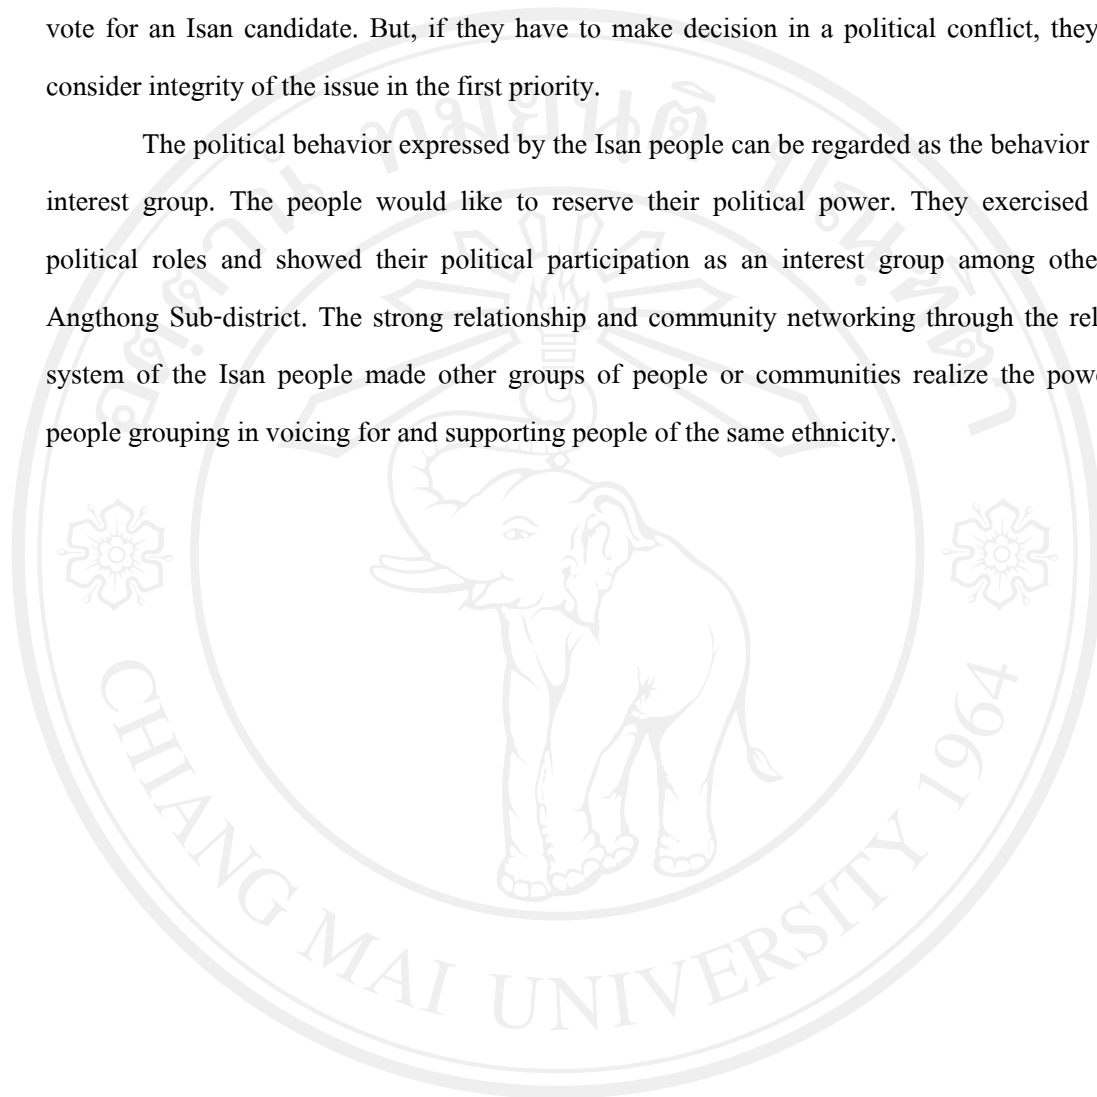 vote for an Isan candidate. But, if they have to make decision in a political conflict, they
consider integrity of the issue in the first priority.
The political behavior expressed by the Isan people can be regarded as the behavior
interest group. The people would like to reserve their political power. They exercised
political roles and showed their political participation as an interest group among othe
Angthong Sub-district. The strong relationship and community networking through the rel
system of the Isan people made other groups of people or communities realize the pow
people grouping in voicing for and supporting people of the same ethnicity.
CHIANG MAI UNIVERSITY 1964